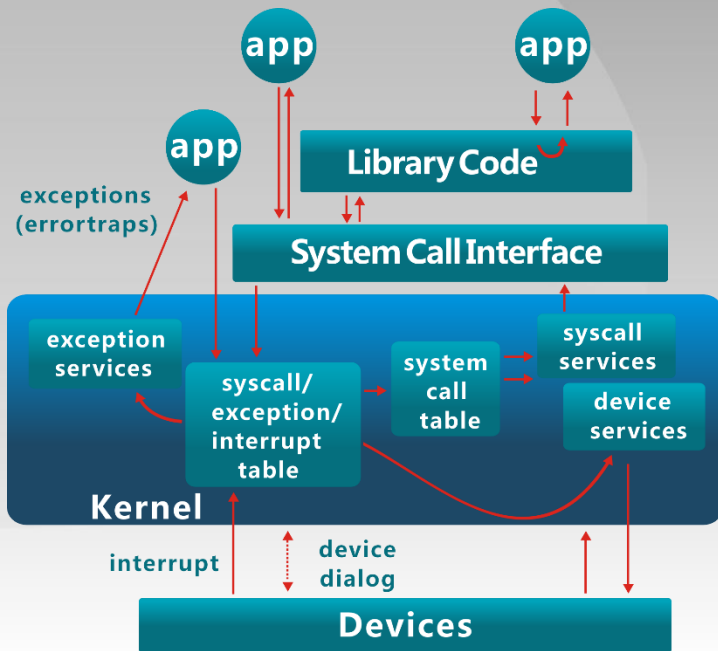 app
app
app
Library Code
exceptions
(errortraps)
System Call Interface
exception
services
syscall/
exception/
interrupt
table
system
call
table
syscall
services
device
services
Kernel
interrupt
device
dialog
Devices